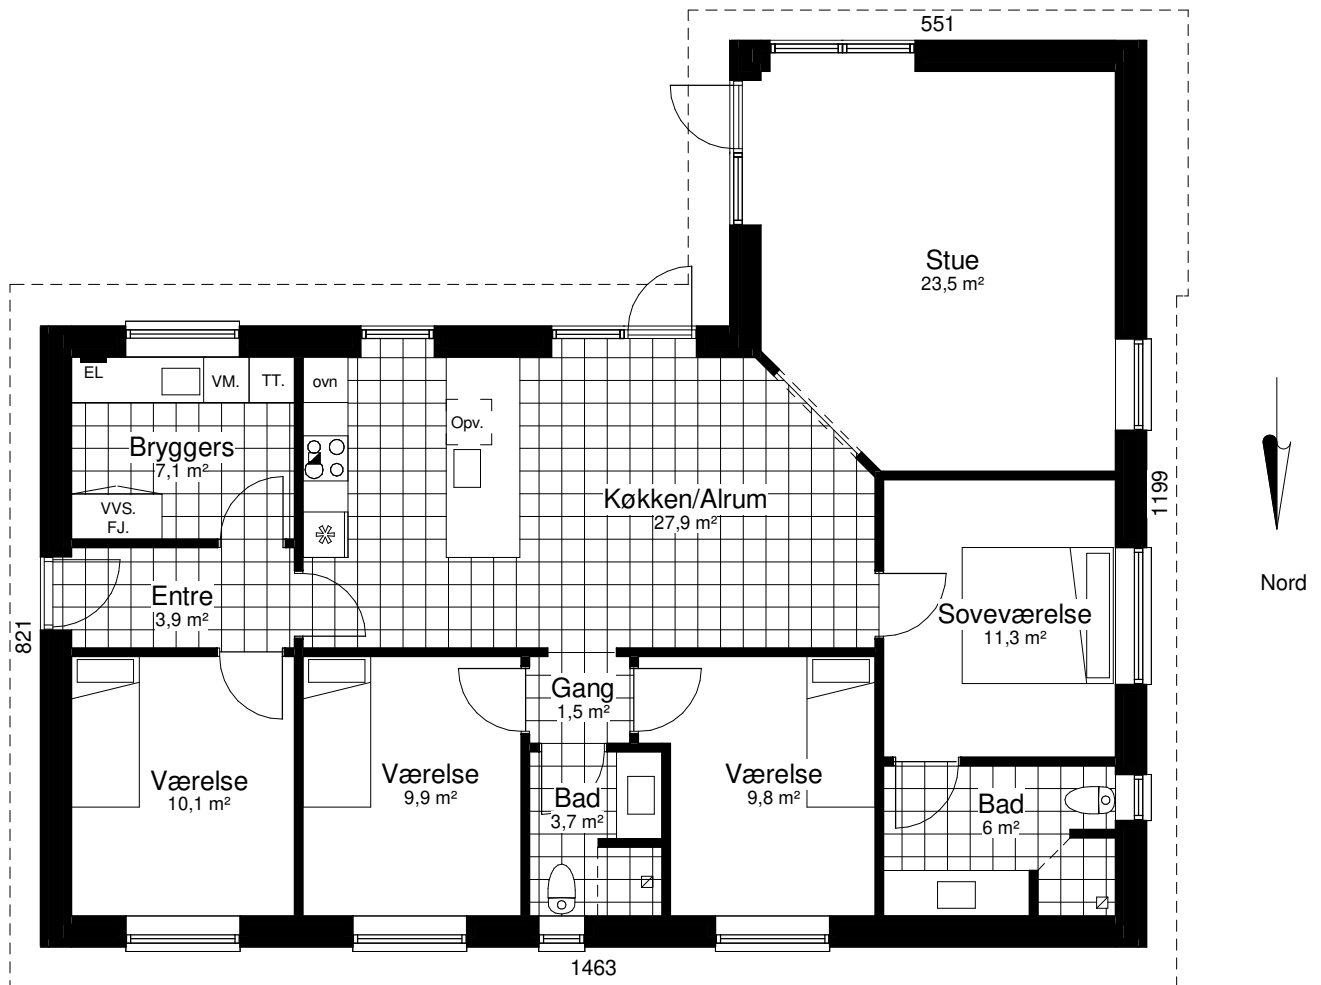 551
Stue
23,5 m²
EL
VM.
TT.
ovn
Opv.
Bryggers
7,1 m²
VVS.
FJ.
Køkken/Alrum
27,9 m²
1199
Nord
Entre
3,9 m²
821
Soveværelse
11,3 m²
Gang
1,5 m²
Værelse
10,1 m²
Værelse
9,9 m²
Bad
3,7 m²
Værelse
9,8 m²
Bad
6 m²
1463